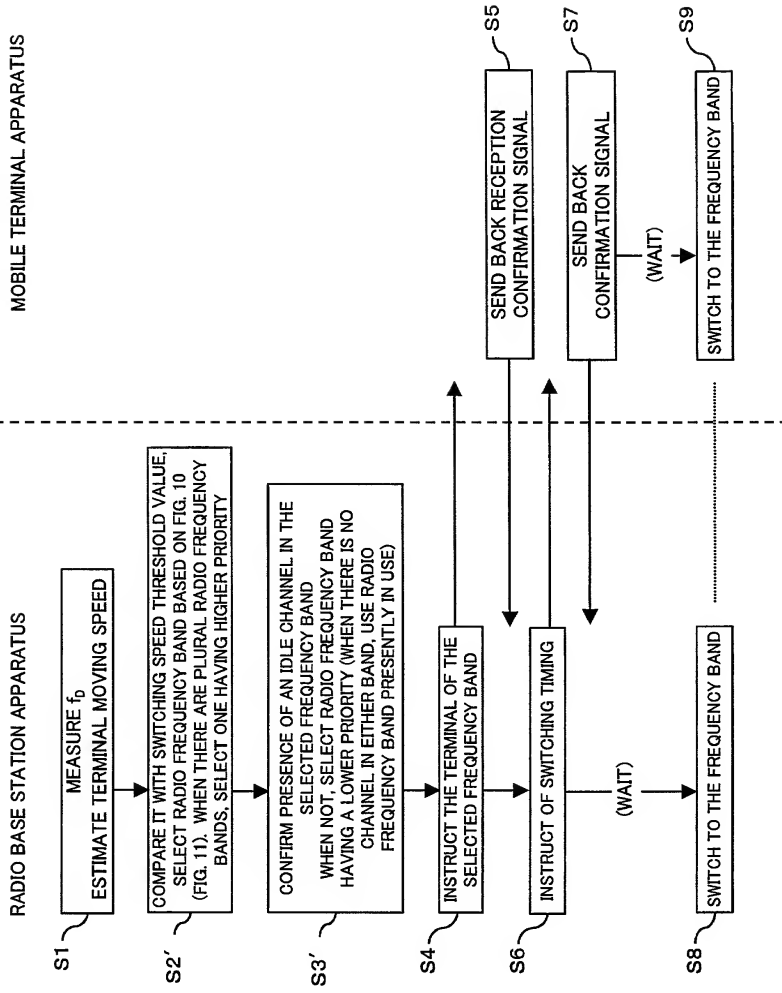 RADIO BASE STATION APPARATUS
MOBILE TERMINAL APPARATUS
S1
MEASURE fD
ESTIMATE TERMINAL MOVING SPEED
S2'
COMPARE IT WITH SWITCHING SPEED THRESHOLD VALUE,
SELECT RADIO FREQUENCY BAND BASED ON FIG. 10
(FIG. 11). WHEN THERE ARE PLURAL RADIO FREQUENCY
BANDS, SELECT ONE HAVING HIGHER PRIORITY
S3'
CONFIRM PRESENCE OF AN IDLE CHANNEL IN THE
SELECTED FREQUENCY BAND
WHEN NOT, SELECT RADIO FREQUENCY BAND
HAVING A LOWER PRIORITY (WHEN THERE IS NO
CHANNEL IN EITHER BAND, USE RADIO
FREQUENCY BAND PRESENTLY IN USE)
S4
INSTRUCT THE TERMINAL OF THE
SELECTED FREQUENCY BAND
SEND BACK RECEPTION
CONFIRMATION SIGNAL
S5
S6
INSTRUCT OF SWITCHING TIMING
SEND BACK
CONFIRMATION SIGNAL
S7
(WAIT)
(WAIT)
S8
SWITCH TO THE FREQUENCY BAND
SWITCH TO THE FREQUENCY BAND
S9